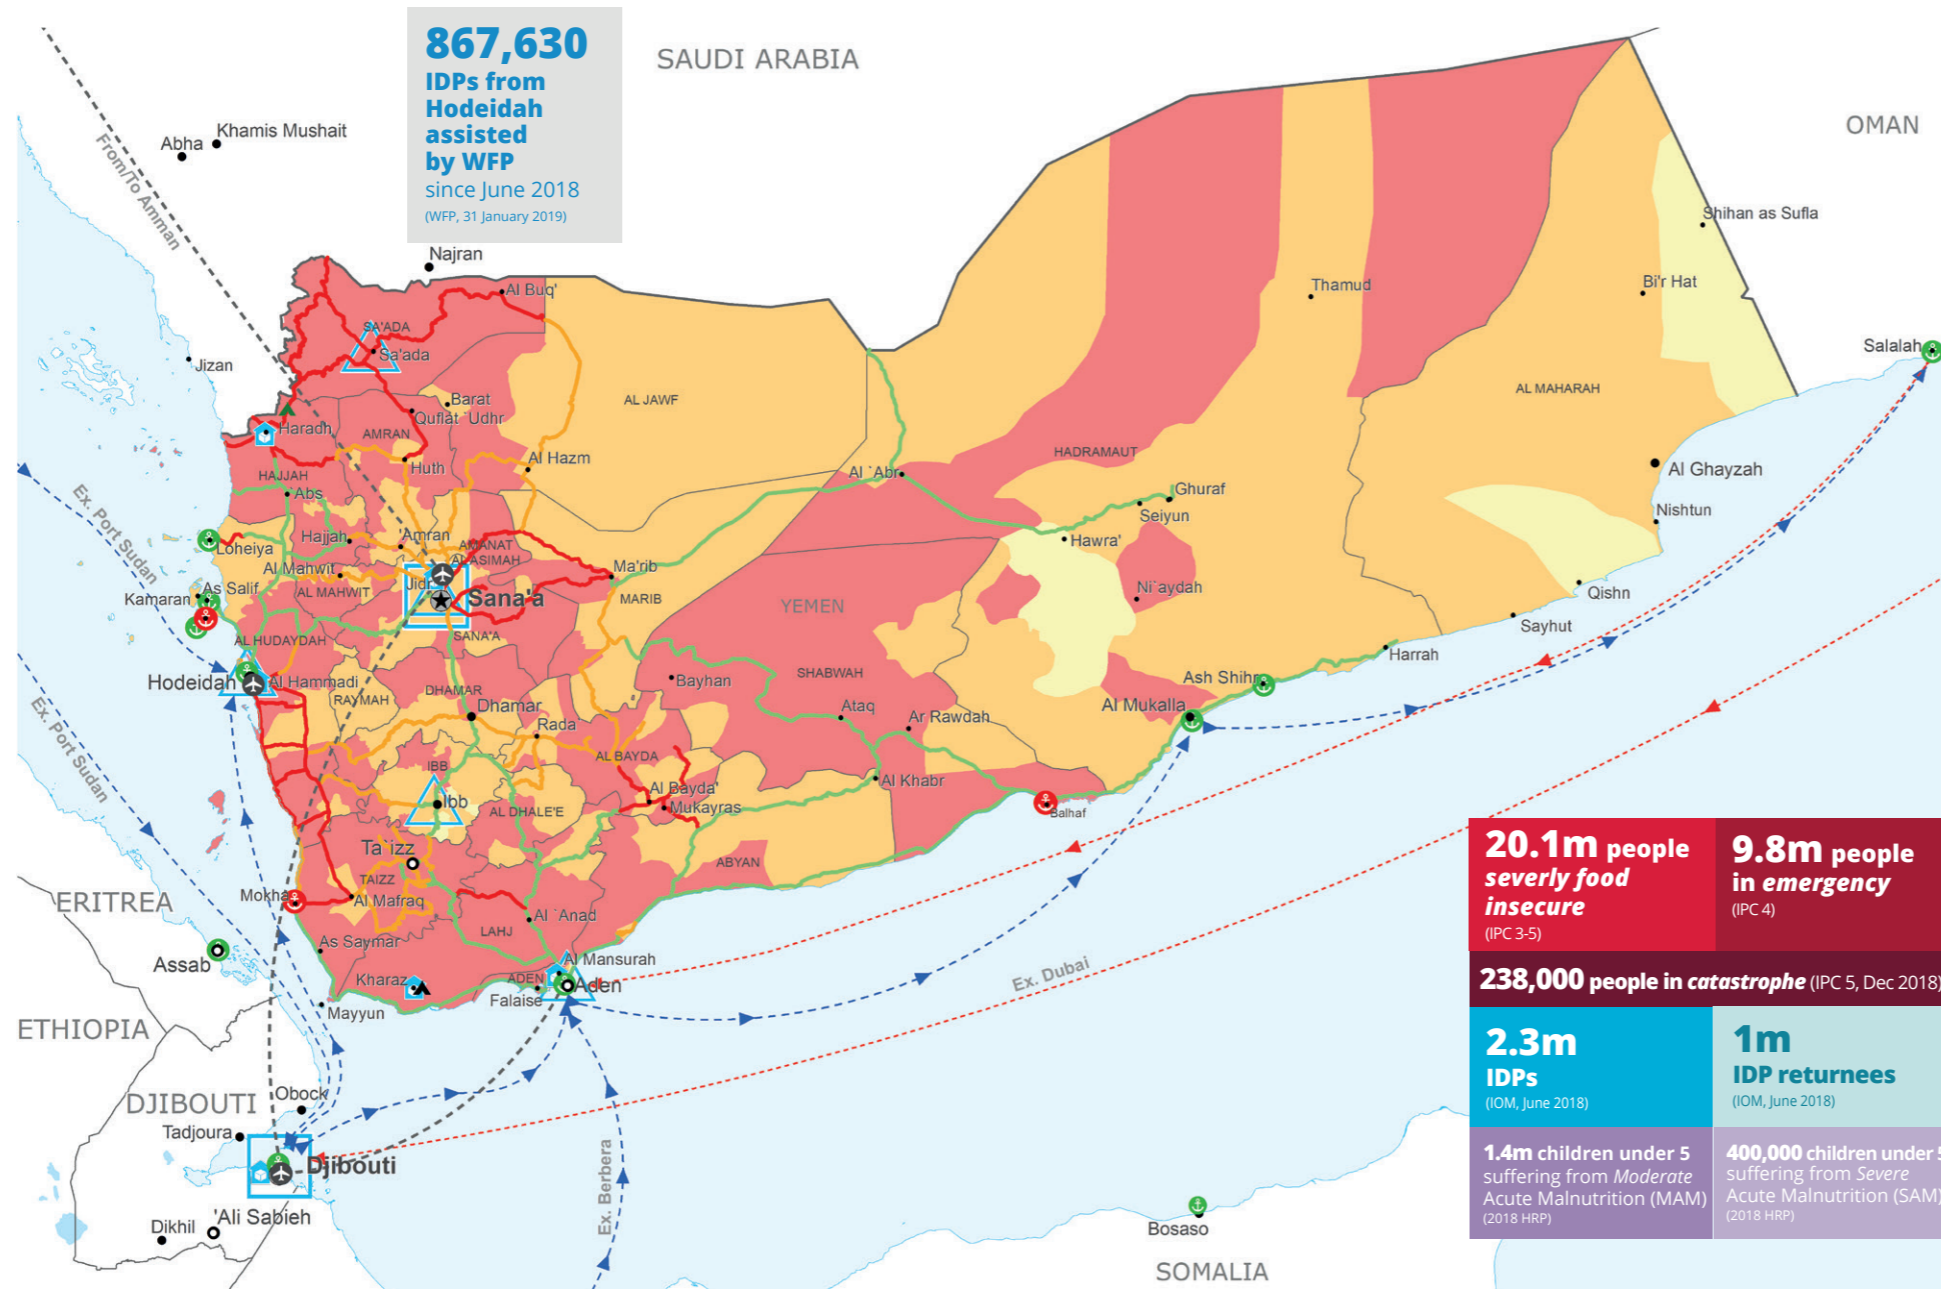 867,630
IDPs from
Hodeidah
assisted
by WFP
since June 2018
(WFP, 31 January 2019)
SAUDI ARABIA
OMAN
Abha
Khamis Mushait
From/To Amman
Najran
Shihan as Sufla
Al Buq'
Thamud
Bi'r Hat
SA'ADA
Sa'ada
Jizan
Salalah
Barat
AL JAWF
AL MAHARAH
Quflat `Udhr
Haradh
AMRAN
Al Hazm
HADRAMAUT
Huth
HAJJAH
Al `Abr
Al Ghayzah
Abs
Ghuraf
Seiyun
Nishtun
Ex. Port Sudan
Loheiya
Hajjah
'Amran
AMANAT
AL ASIMAH
Hawra'
Al Mahwit
Ma'rib
As Salif
Kamaran
AL MAHWIT
Jidr
Sana'a
MARIB
YEMEN
Ni`aydah
Qishn
AL HUDAYDAH
SANA'A
Sayhut
Harrah
Hodeidah
Al Hammadi
RAYMAH
DHAMAR
Bayhan
SHABWAH
Ash Shihr
Ex. Port Sudan
Dhamar
Rada'
Ataq
Ar Rawdah
Al Mukalla
IBB
AL BAYDA
Al Khabr
Ibb
Al Bayda'
Mukayras
AL DHALE'E
Balhaf
Ta`izz
ABYAN
TAIZZ
ERITREA
Mokha
Al Mafraq
Al `Anad
LAHJ
As Saymar
Assab
Al Mansurah
Kharaz
ADEN
Aden
Falaise
Ex. Dubai
Mayyun
ETHIOPIA
DJIBOUTI
Obock
Tadjoura
Djibouti
Ex. Berbera
'Ali Sabieh
Dikhil
Bosaso
SOMALIA
20.1m people
severly food
insecure
(IPC 3-5)
9.8m people
in emergency
(IPC 4)
238,000 people in catastrophe (IPC 5, Dec 2018)
2.3m
IDPs
(IOM, June 2018)
1m
IDP returnees
(IOM, June 2018)
1.4m children under 5
suffering from Moderate
Acute Malnutrition (MAM)
(2018 HRP)
400,000 children under 5
suffering from Severe
Acute Malnutrition (SAM)
(2018 HRP)